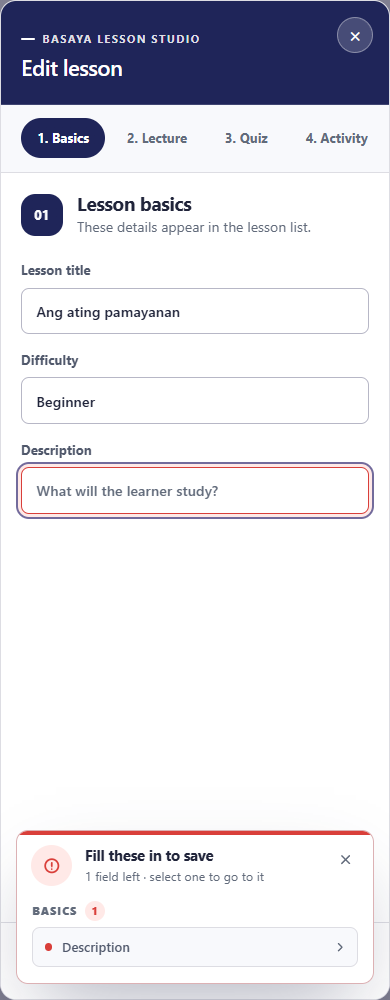 BASAYA LESSON STUDIO
Edit lesson
1. Basics 2. Lecture 3. Quiz 4. Activity
01
Lesson basics
These details appear in the lesson list.
Lesson title
Ang ating pamayanan
Difficulty
Beginner
Description
What will the learner study?
Fill these in to save
1 field left · select one to go to it
BASICS 1
Description